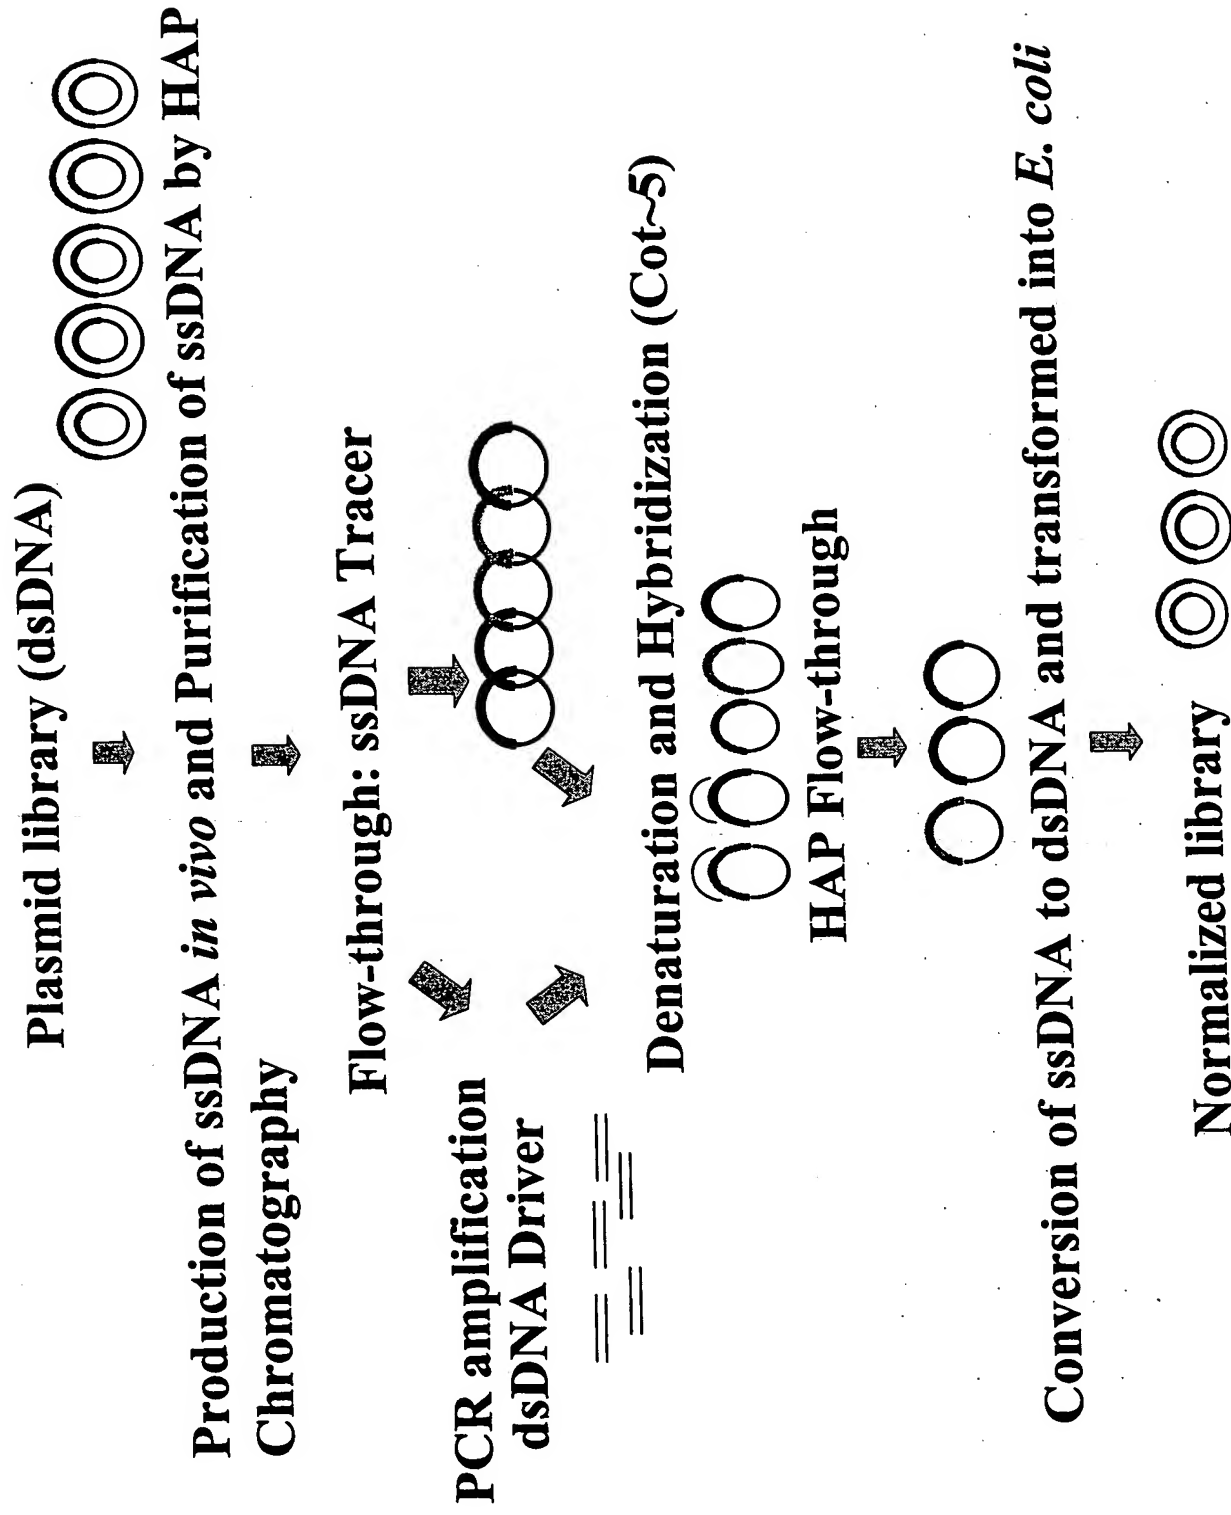 Plasmid library (dsDNA)
Production of ssDNA in vivo and Purification of ssDNA by HAP
Chromatography
Flow-through: ssDNA Tracer
PCR amplification
dsDNA Driver
Denaturation and Hybridization (Cot~5)
HAP Flow-through
Conversion of ssDNA to dsDNA and transformed into E. coli
Normalized library